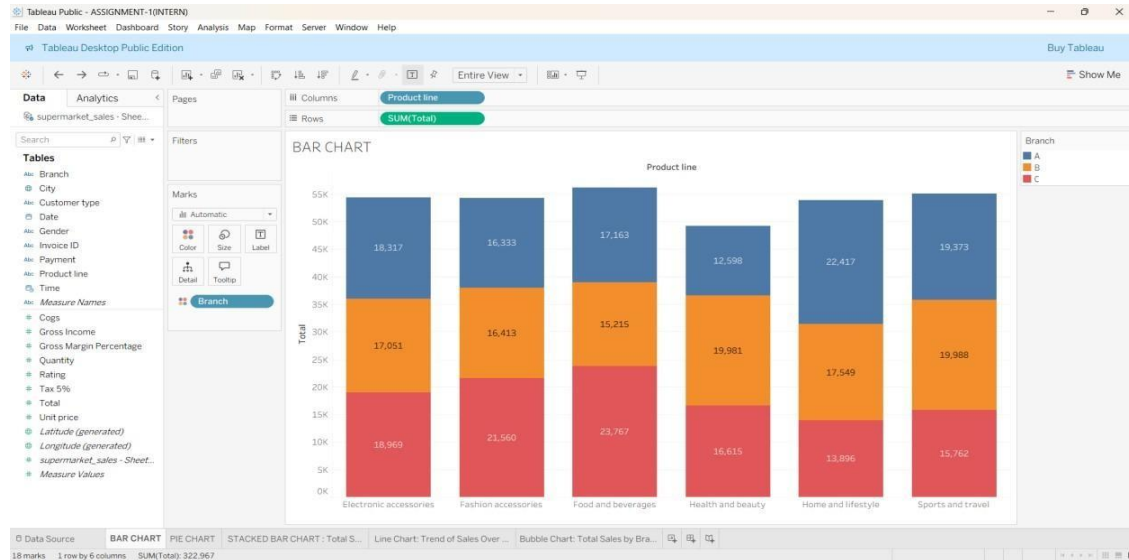 Tableau Public - ASSIGNMENT-1(INTERN)
File Data Worksheet Dashboard Story Analysis Map Format Server Window Help
Tableau Desktop Public Edition Buy Tableau
Entire View Show Me
Data Analytics
supermarket_sales - Shee...
Search
Tables
Abc Branch
City
Abc Customer type
Date
Abc Gender
Abc Invoice ID
Abc Payment
Abc Product line
Time
Abc Measure Names
# Cogs
# Gross Income
# Gross Margin Percentage
# Quantity
# Rating
# Tax 5%
# Total
# Unit price
Latitude (generated)
Longitude (generated)
# supermarket_sales - Sheet...
# Measure Values
Pages
Filters
Marks
Automatic
Color Size Label
Detail Tooltip
Branch
Columns Product line
Rows SUM(Total)
BAR CHART
Product line
Total
55K
50K
45K
40K
35K
30K
25K
20K
15K
10K
5K
0K
18,317 16,333 17,163 12,598 22,417 19,373
17,051 16,413 15,215 19,981 17,549 19,988
18,969 21,560 23,767 16,615 13,896 15,762
Electronic accessories Fashion accessories Food and beverages Health and beauty Home and lifestyle Sports and travel
Branch
A
B
C
Data Source BAR CHART PIE CHART STACKED BAR CHART : Total S... Line Chart: Trend of Sales Over ... Bubble Chart: Total Sales by Bra...
18 marks 1 row by 6 columns SUM(Total): 322,967